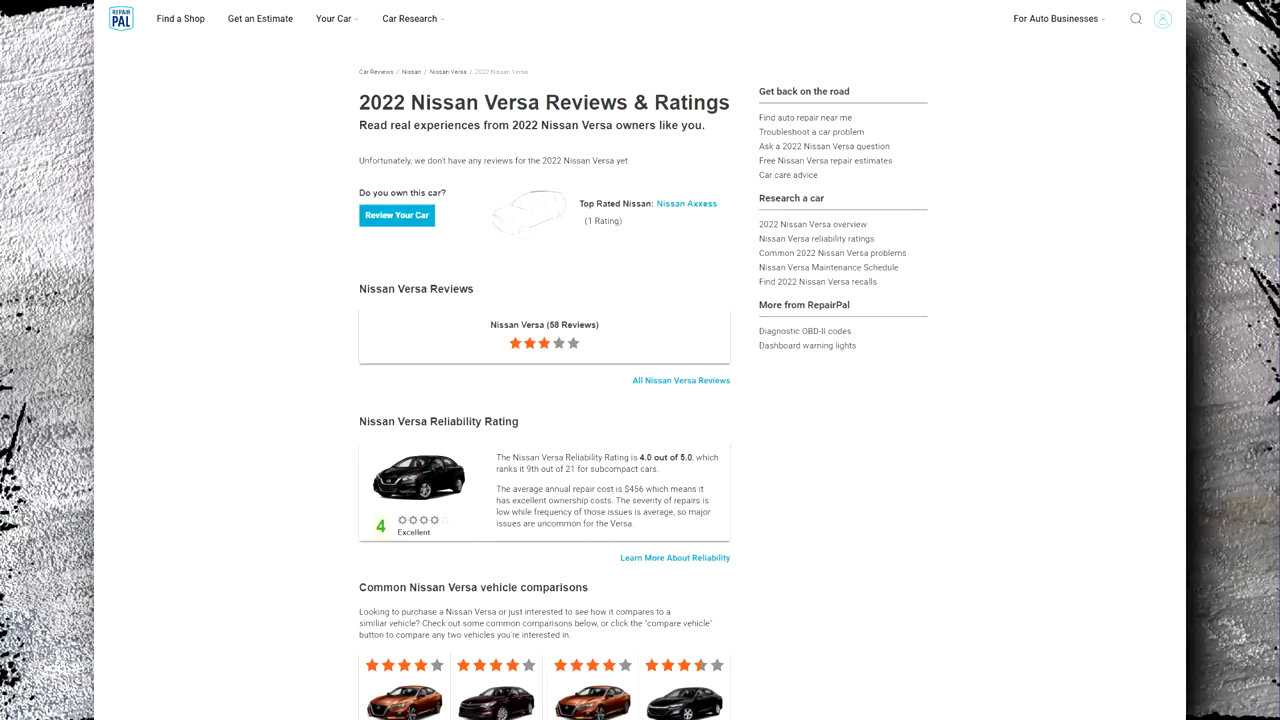 REPAIR
PAL
Find a Shop
Get an Estimate
Your Car
Car Research
For Auto Businesses
Car Reviews / Nissan / Nissan Versa / 2022 Nissan Versa
2022 Nissan Versa Reviews & Ratings
Read real experiences from 2022 Nissan Versa owners like you.
Unfortunately, we don't have any reviews for the 2022 Nissan Versa yet
Do you own this car?
Review Your Car
Top Rated Nissan: Nissan Axxess
(1 Rating)
Nissan Versa Reviews
Nissan Versa (58 Reviews)
All Nissan Versa Reviews
Nissan Versa Reliability Rating
The Nissan Versa Reliability Rating is 4.0 out of 5.0, which
ranks it 9th out of 21 for subcompact cars.
The average annual repair cost is $456 which means it
has excellent ownership costs. The severity of repairs is
low while frequency of those issues is average, so major
issues are uncommon for the Versa.
4
Excellent
Learn More About Reliability
Common Nissan Versa vehicle comparisons
Looking to purchase a Nissan Versa or just interested to see how it compares to a
similiar vehicle? Check out some common comparisons below, or click the "compare vehicle"
button to compare any two vehicles you're interested in.
Get back on the road
Find auto repair near me
Troubleshoot a car problem
Ask a 2022 Nissan Versa question
Free Nissan Versa repair estimates
Car care advice
Research a car
2022 Nissan Versa overview
Nissan Versa reliability ratings
Common 2022 Nissan Versa problems
Nissan Versa Maintenance Schedule
Find 2022 Nissan Versa recalls
More from RepairPal
Diagnostic OBD-II codes
Dashboard warning lights